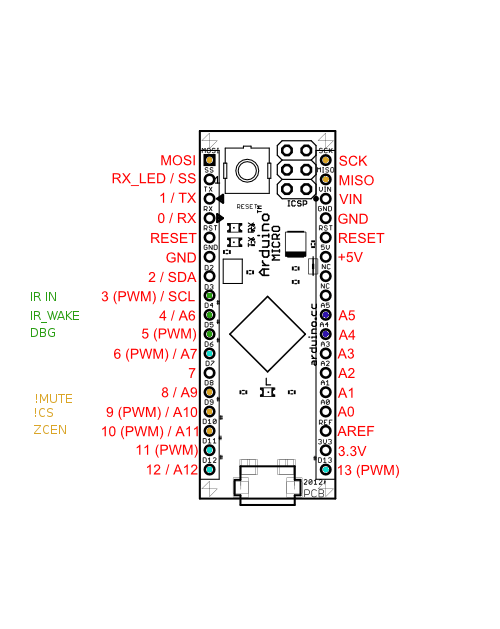 MOSI
SCK
MOSI
SCK
SS
MISO
RX_LED / SS
1
MISO
TX
VIN
1 / TX
VIN
RX
RESET
ICSP
GND
0 / RX
GND
RST
TM
RST
RESET
RESET
GND
TX RX
Arduino
MICRO
5V
GND
+5V
D2
NC
2 / SDA
D3
NC
IR IN
3 (PWM) / SCL
D4
A5
IR_WAKE
4 / A6
arduino.cc
A5
D5
A4
DBG
5 (PWM)
A4
D6
A3
6 (PWM) / A7
A3
D7
A2
7
A2
D8
L
A1
!MUTE
8 / A9
A1
D9
A0
!CS
9 (PWM) / A10
A0
D10
REF
ZCEN
10 (PWM) / A11
AREF
D11
3V3
11 (PWM)
3.3V
D12
D13
12 / A12
13 (PWM)
2012
PCB